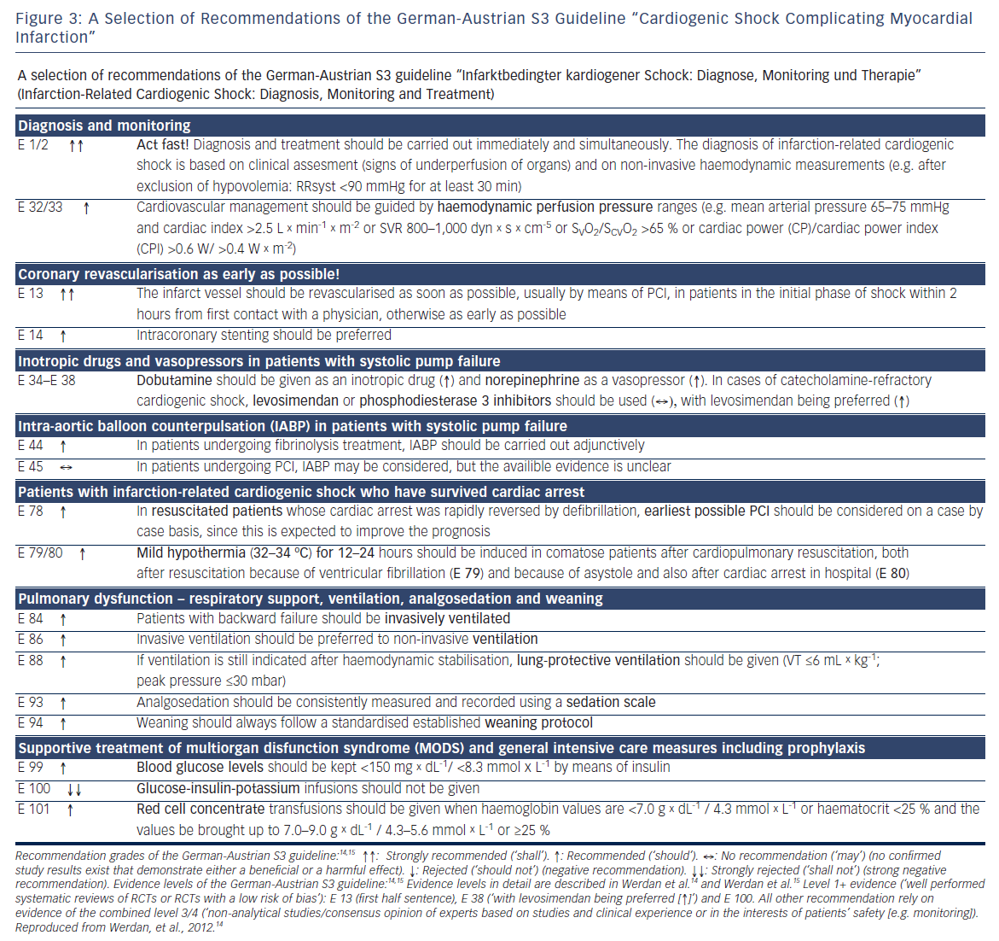 Figure 3: A Selection of Recommendations of the German-Austrian S3 Guideline “Cardiogenic Shock Complicating Myocardial
Infarction”
A selection of recommendations of the German-Austrian S3 guideline “Infarktbedingter kardiogener Schock: Diagnose, Monitoring und Therapie”
(Infarction-Related Cardiogenic Shock: Diagnosis, Monitoring and Treatment)
Diagnosis and monitoring
E 1/2 ↑↑ Act fast! Diagnosis and treatment should be carried out immediately and simultaneously. The diagnosis of infarction-related cardiogenic
shock is based on clinical assesment (signs of underperfusion of organs) and on non-invasive haemodynamic measurements (e.g. after
exclusion of hypovolemia: RRsyst <90 mmHg for at least 30 min)
E 32/33 ↑ Cardiovascular management should be guided by haemodynamic perfusion pressure ranges (e.g. mean arterial pressure 65–75 mmHg
and cardiac index >2.5 L x min⁻¹ x m⁻² or SVR 800–1,000 dyn x s x cm⁻⁵ or SᵥO₂/S_CVO₂ >65 % or cardiac power (CP)/cardiac power index
(CPI) >0.6 W/ >0.4 W x m⁻²)
Coronary revascularisation as early as possible!
E 13 ↑↑ The infarct vessel should be revascularised as soon as possible, usually by means of PCI, in patients in the initial phase of shock within 2
hours from first contact with a physician, otherwise as early as possible
E 14 ↑ Intracoronary stenting should be preferred
Inotropic drugs and vasopressors in patients with systolic pump failure
E 34–E 38 Dobutamine should be given as an inotropic drug (↑) and norepinephrine as a vasopressor (↑). In cases of catecholamine-refractory
cardiogenic shock, levosimendan or phosphodiesterase 3 inhibitors should be used (↔), with levosimendan being preferred (↑)
Intra-aortic balloon counterpulsation (IABP) in patients with systolic pump failure
E 44 ↑ In patients undergoing fibrinolysis treatment, IABP should be carried out adjunctively
E 45 ↔ In patients undergoing PCI, IABP may be considered, but the availible evidence is unclear
Patients with infarction-related cardiogenic shock who have survived cardiac arrest
E 78 ↑ In resuscitated patients whose cardiac arrest was rapidly reversed by defibrillation, earliest possible PCI should be considered on a case by
case basis, since this is expected to improve the prognosis
E 79/80 ↑ Mild hypothermia (32–34 ºC) for 12–24 hours should be induced in comatose patients after cardiopulmonary resuscitation, both
after resuscitation because of ventricular fibrillation (E 79) and because of asystole and also after cardiac arrest in hospital (E 80)
Pulmonary dysfunction – respiratory support, ventilation, analgosedation and weaning
E 84 ↑ Patients with backward failure should be invasively ventilated
E 86 ↑ Invasive ventilation should be preferred to non-invasive ventilation
E 88 ↑ If ventilation is still indicated after haemodynamic stabilisation, lung-protective ventilation should be given (VT ≤6 mL x kg⁻¹;
peak pressure ≤30 mbar)
E 93 ↑ Analgosedation should be consistently measured and recorded using a sedation scale
E 94 ↑ Weaning should always follow a standardised established weaning protocol
Supportive treatment of multiorgan disfunction syndrome (MODS) and general intensive care measures including prophylaxis
E 99 ↑ Blood glucose levels should be kept <150 mg x dL⁻¹/ <8.3 mmol x L⁻¹ by means of insulin
E 100 ↓↓ Glucose-insulin-potassium infusions should not be given
E 101 ↑ Red cell concentrate transfusions should be given when haemoglobin values are <7.0 g x dL⁻¹ / 4.3 mmol x L⁻¹ or haematocrit <25 % and the
values be brought up to 7.0–9.0 g x dL⁻¹ / 4.3–5.6 mmol x L⁻¹ or ≥25 %
Recommendation grades of the German-Austrian S3 guideline:¹⁴,¹⁵ ↑↑: Strongly recommended (‘shall’). ↑: Recommended (‘should’). ↔: No recommendation (‘may’) (no confirmed
study results exist that demonstrate either a beneficial or a harmful effect). ↓: Rejected (‘should not’) (negative recommendation). ↓↓: Strongly rejected (‘shall not’) (strong negative
recommendation). Evidence levels of the German-Austrian S3 guideline:¹⁴,¹⁵ Evidence levels in detail are described in Werdan et al.¹⁴ and Werdan et al.¹⁵ Level 1+ evidence (‘well performed
systematic reviews of RCTs or RCTs with a low risk of bias’): E 13 (first half sentence), E 38 (‘with levosimendan being preferred [↑]’) and E 100. All other recommendation rely on
evidence of the combined level 3/4 (‘non-analytical studies/consensus opinion of experts based on studies and clinical experience or in the interests of patients’ safety [e.g. monitoring]).
Reproduced from Werdan, et al., 2012.¹⁴